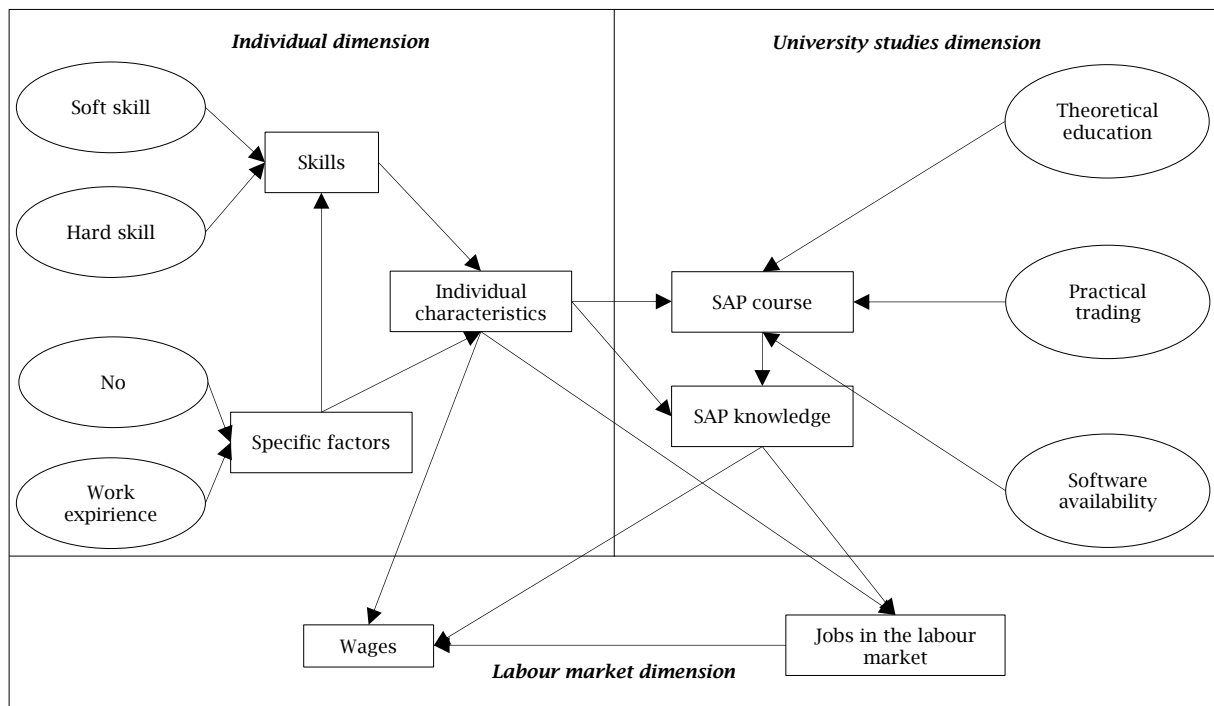 Individual dimension
University studies dimension
Soft skill
Theoretical
education
Skills
Hard skill
Individual
characteristics
SAP course
Practical
trading
No
SAP knowledge
Specific factors
Work
expirience
Software
availability
Wages
Jobs in the labour
market
Labour market dimension